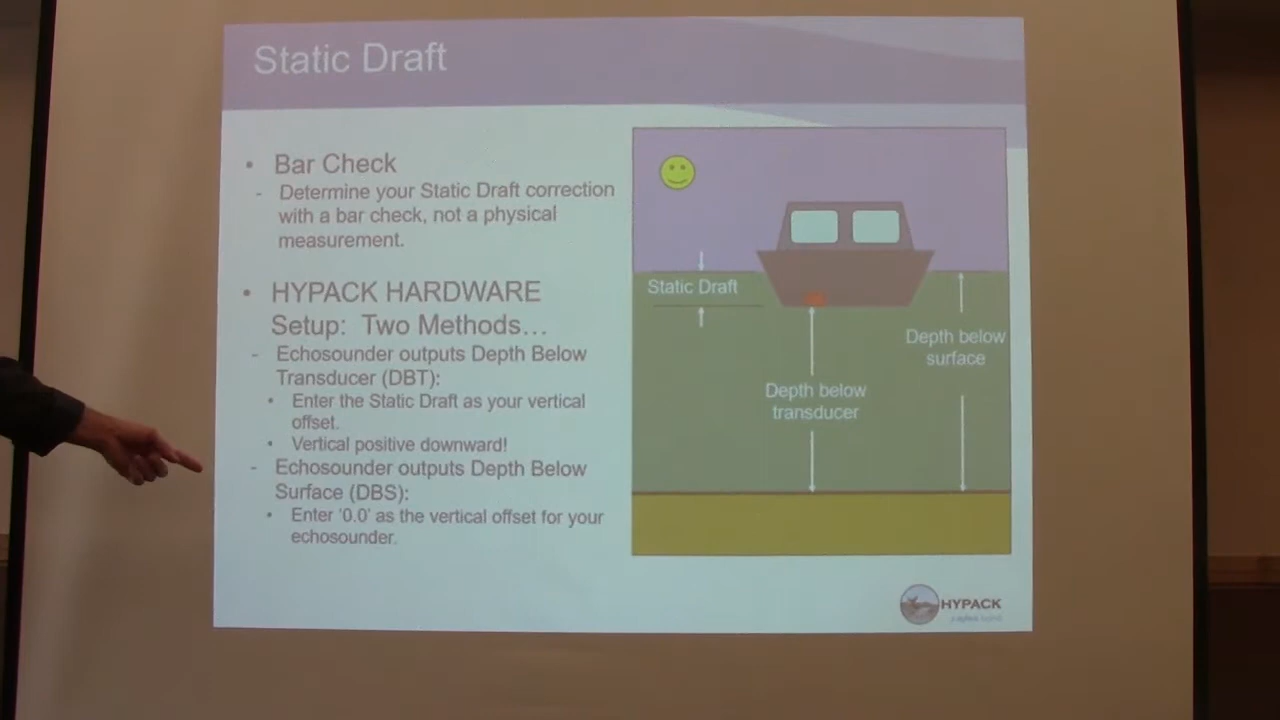 Static Draft
• Bar Check
- Determine your Static Draft correction
with a bar check, not a physical
measurement.
• HYPACK HARDWARE
Setup: Two Methods…
- Echosounder outputs Depth Below
Transducer (DBT):
• Enter the Static Draft as your vertical
offset.
• Vertical positive downward!
- Echosounder outputs Depth Below
Surface (DBS):
• Enter '0.0' as the vertical offset for your
echosounder.
Static Draft
Depth below
surface
Depth below
transducer
HYPACK